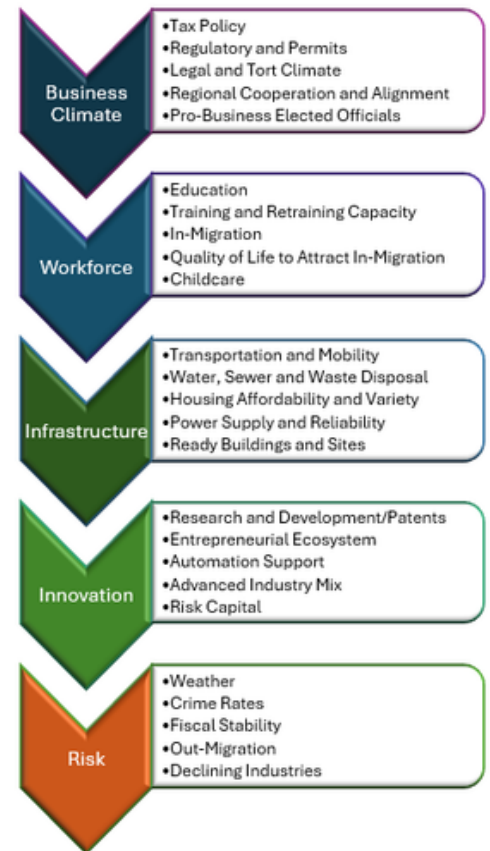 Business
Climate
•Tax Policy
•Regulatory and Permits
•Legal and Tort Climate
•Regional Cooperation and Alignment
•Pro-Business Elected Officials
Workforce
•Education
•Training and Retraining Capacity
•In-Migration
•Quality of Life to Attract In-Migration
•Childcare
Infrastructure
•Transportation and Mobility
•Water, Sewer and Waste Disposal
•Housing Affordability and Variety
•Power Supply and Reliability
•Ready Buildings and Sites
Innovation
•Research and Development/Patents
•Entrepreneurial Ecosystem
•Automation Support
•Advanced Industry Mix
•Risk Capital
Risk
•Weather
•Crime Rates
•Fiscal Stability
•Out-Migration
•Declining Industries